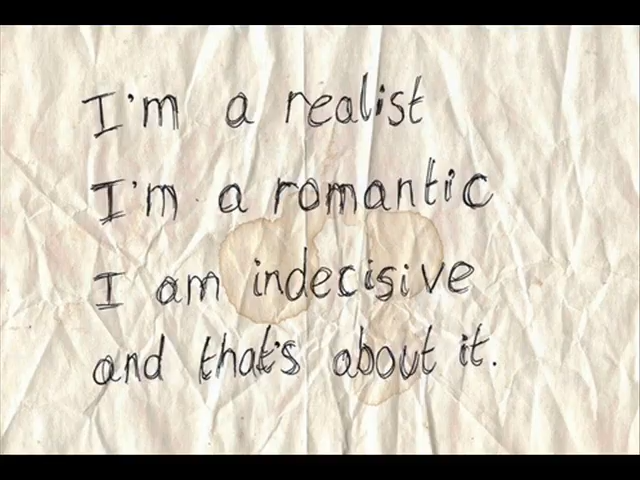 I'm a realist
I'm a romantic
I am indecisive
and that's about it.